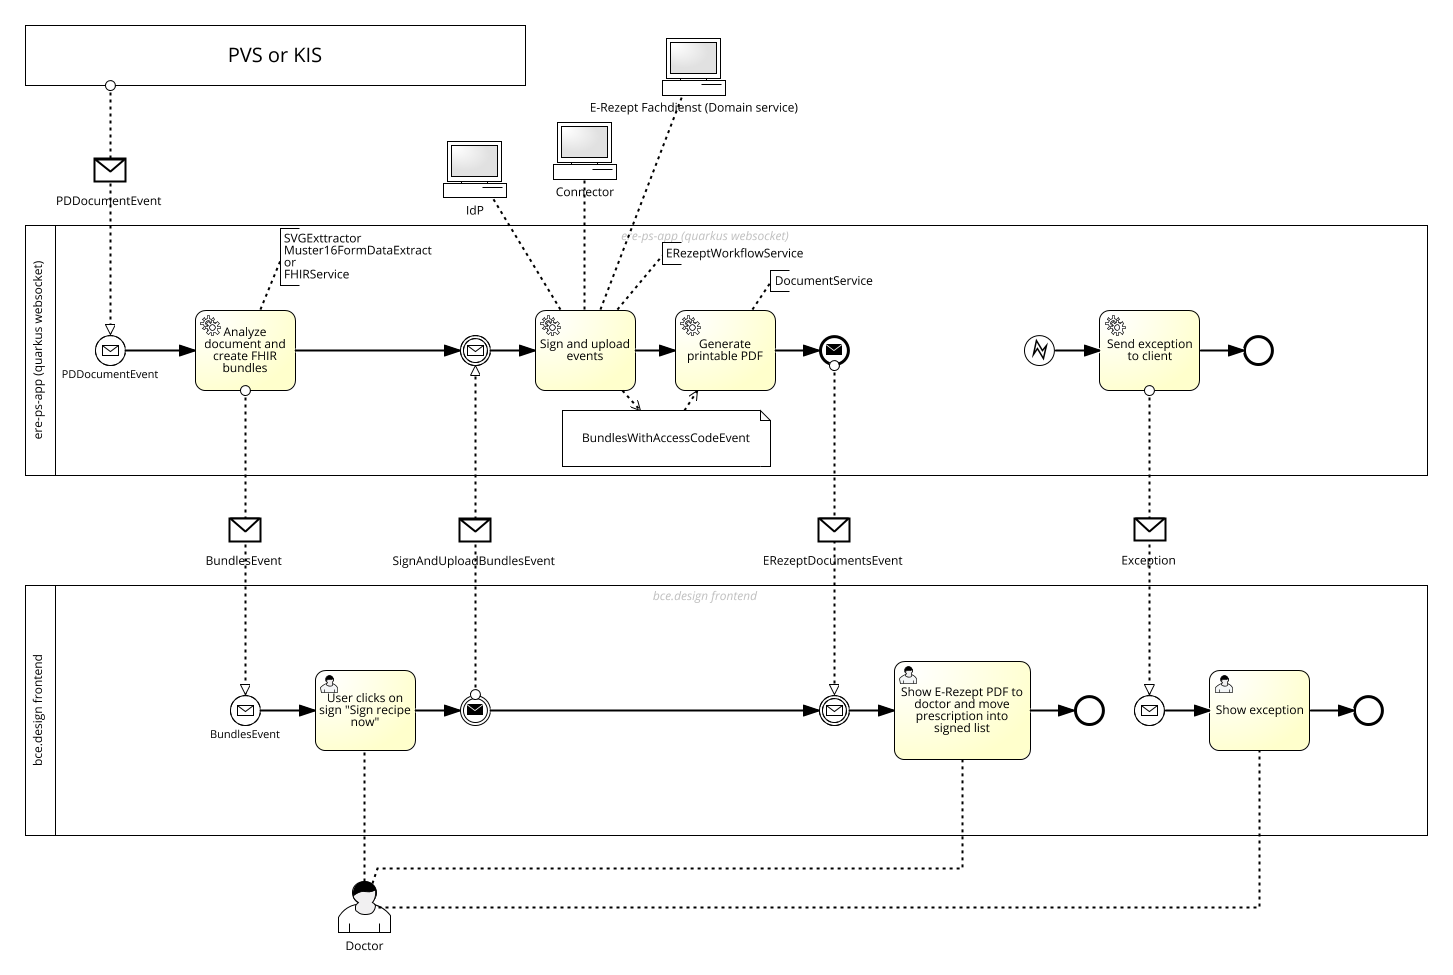 PVS or KIS
E-Rezept Fachdienst (Domain service)
PDDocumentEvent
IdP
Connector
ere-ps-app (quarkus websocket)
ere-ps-app (quarkus websocket)
SVGExttractor
Muster16FormDataExtract
or
FHIRService
ERezeptWorkflowService
DocumentService
PDDocumentEvent
Analyze
document and
create FHIR
bundles
Sign and upload
events
Generate
printable PDF
Send exception
to client
BundlesWithAccessCodeEvent
BundlesEvent
SignAndUploadBundlesEvent
ERezeptDocumentsEvent
Exception
bce.design frontend
bce.design frontend
BundlesEvent
User clicks on
sign "Sign recipe
now"
Show E-Rezept PDF to
doctor and move
prescription into
signed list
Show exception
Doctor